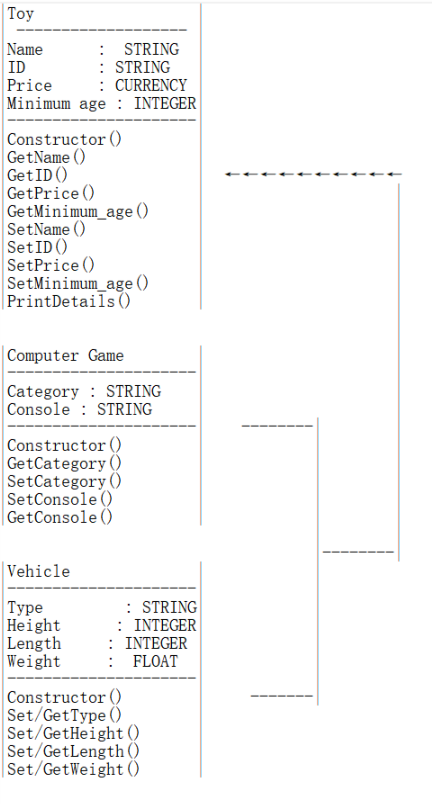 Toy
Name : STRING
ID : STRING
Price : CURRENCY
Minimum age : INTEGER
Constructor()
GetName()
GetID()
GetPrice()
GetMinimum_age()
SetName()
SetID()
SetPrice()
SetMinimum_age()
PrintDetails()
Computer Game
Category : STRING
Console : STRING
Constructor()
GetCategory()
SetCategory()
SetConsole()
GetConsole()
Vehicle
Type : STRING
Height : INTEGER
Length : INTEGER
Weight : FLOAT
Constructor()
Set/GetType()
Set/GetHeight()
Set/GetLength()
Set/GetWeight()